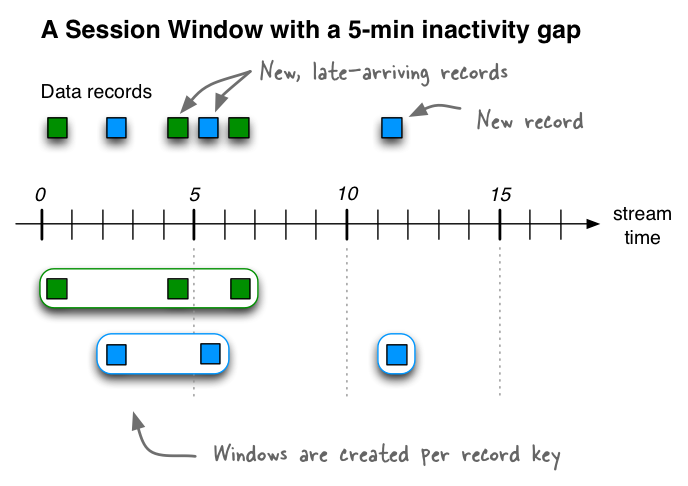 A Session Window with a 5-min inactivity gap
New, late-arriving records
Data records
New record
0 5 10 15
stream
time
Windows are created per record key